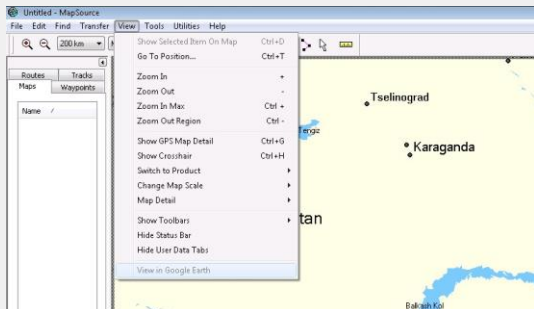 Untitled - MapSource
File Edit Find Transfer View Tools Utilities Help
200 km
Routes Tracks
Maps Waypoints
Name /
Show Selected Item On Map Ctrl+D
Go To Position... Ctrl+T
Zoom In +
Zoom Out -
Zoom In Max Ctrl +
Zoom Out Region Ctrl -
Show GPS Map Detail Ctrl+G
Show Crosshair Ctrl+H
Switch to Product
Change Map Scale
Map Detail
Show Toolbars
Hide Status Bar
Hide User Data Tabs
View in Google Earth
Tselinograd
Tengiz
Karaganda
tan
Balkash Kol